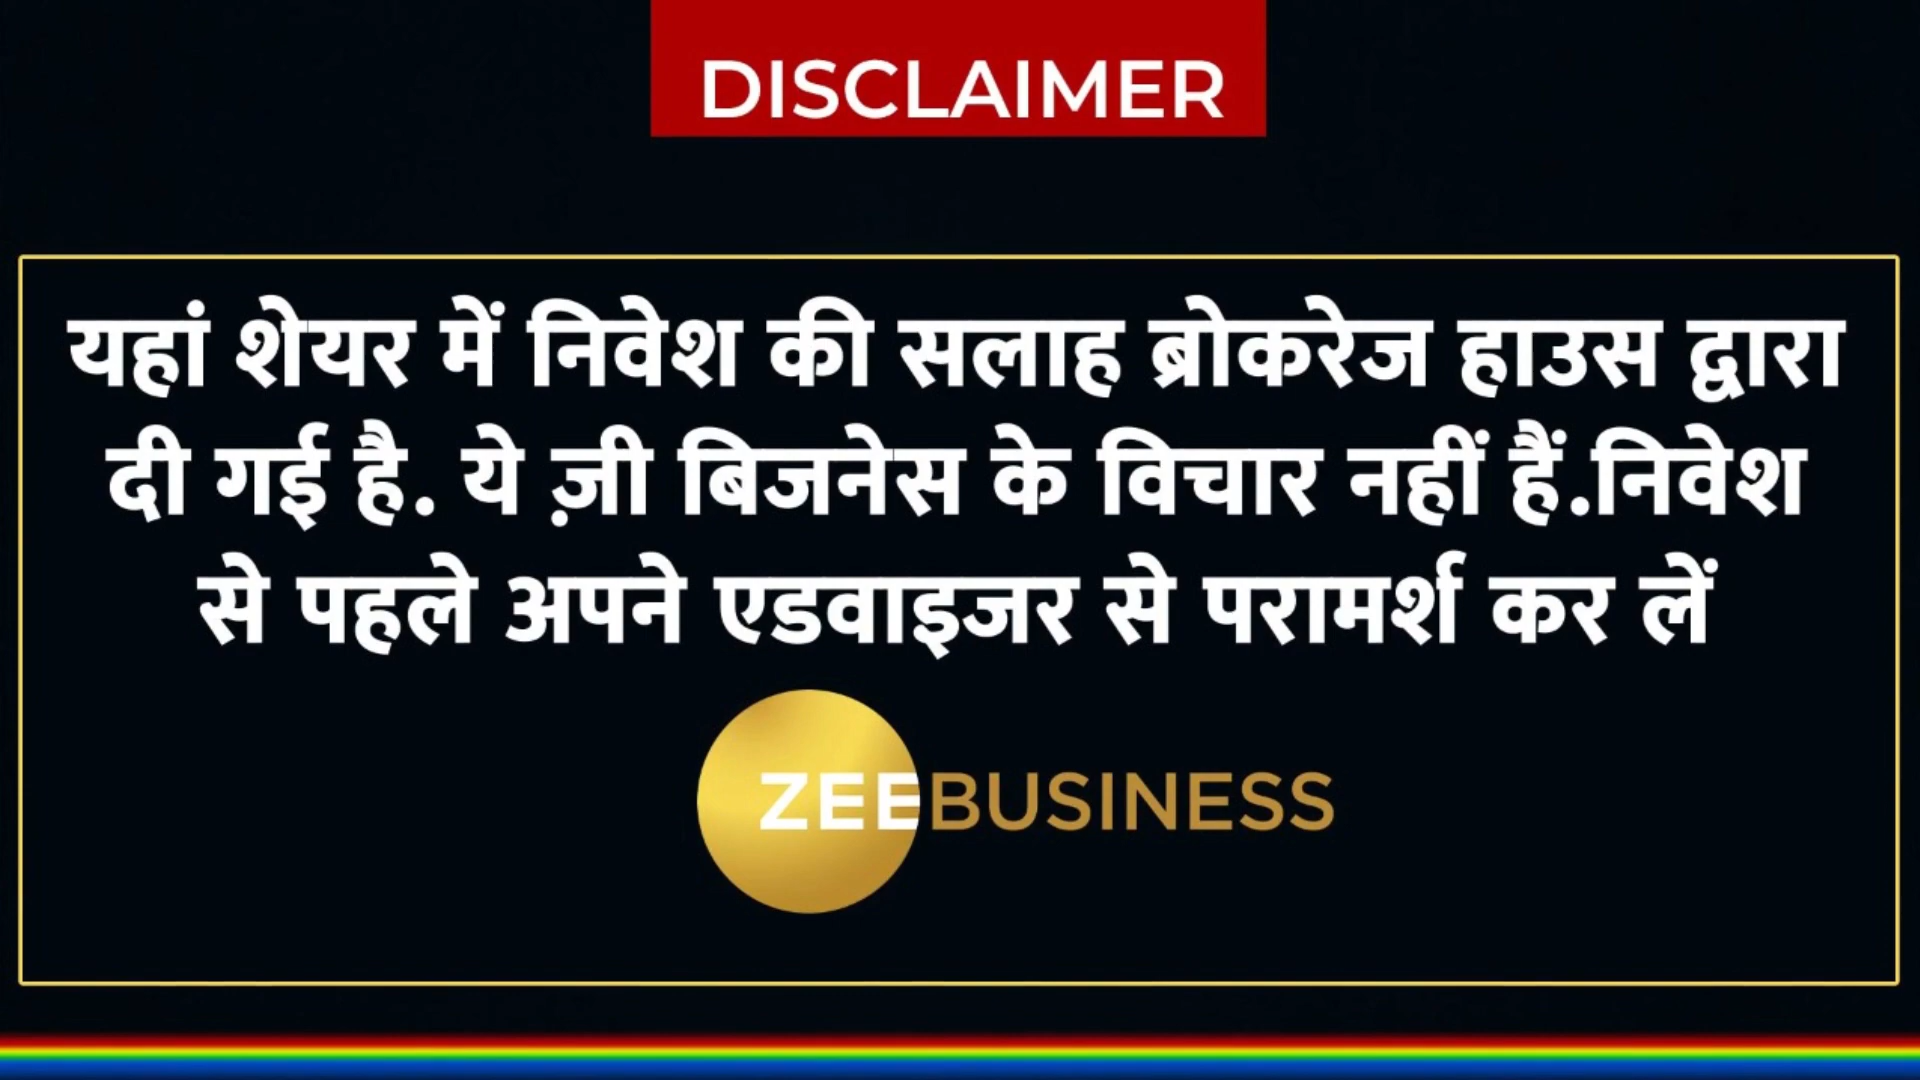 DISCLAIMER
यहां शेयर में निवेश की सलाह ब्रोकरेज हाउस द्वारा
दी गई है. ये ज़ी बिजनेस के विचार नहीं हैं.निवेश
से पहले अपने एडवाइजर से परामर्श कर लें
ZEEBUSINESS